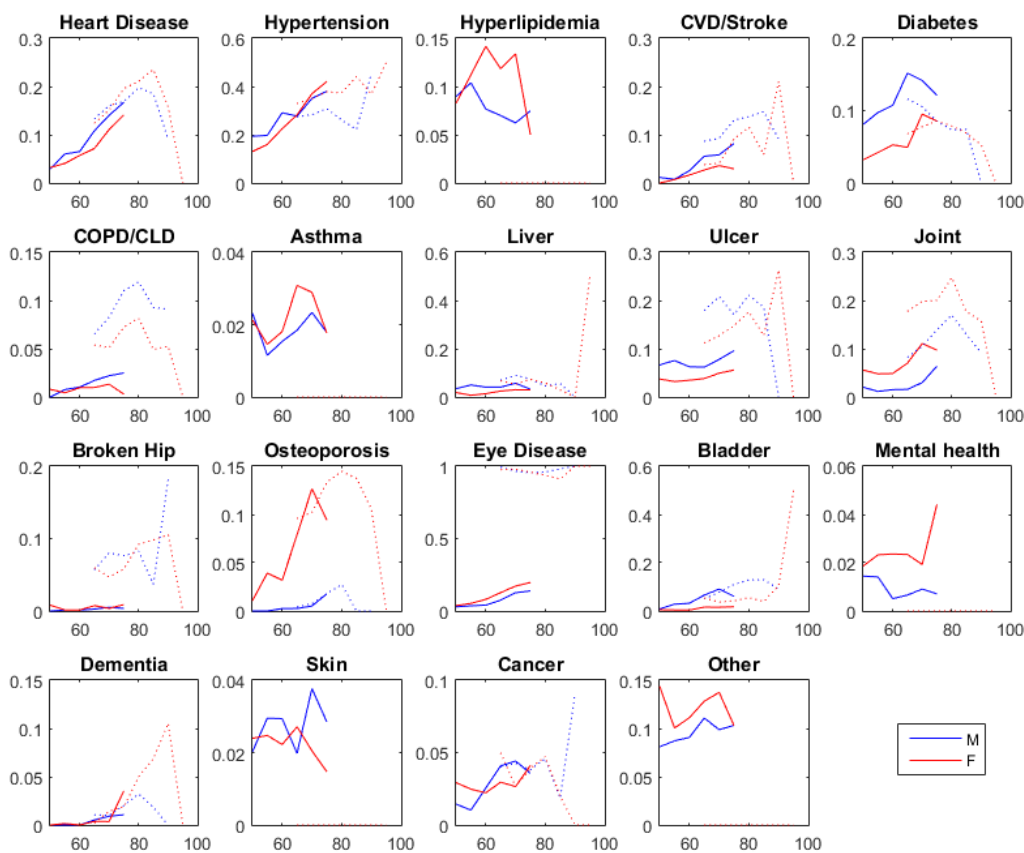 Heart Disease Hypertension Hyperlipidemia CVD/Stroke Diabetes
0.3 0.6 0.15 0.3 0.2
0.2 0.4 0.1 0.2
0.1
0.1 0.2 0.05 0.1
0 0 0 0 0
60 80 100 60 80 100 60 80 100 60 80 100 60 80 100
COPD/CLD Asthma Liver Ulcer Joint
0.15 0.04 0.6 0.3 0.3
0.1 0.4 0.2 0.2
0.02
0.05 0.2 0.1 0.1
0 0 0 0 0
60 80 100 60 80 100 60 80 100 60 80 100 60 80 100
Broken Hip Osteoporosis Eye Disease Bladder Mental health
0.2 0.15 1 0.6 0.06
0.1 0.4 0.04
0.1 0.5
0.05 0.2 0.02
0 0 0 0 0
60 80 100 60 80 100 60 80 100 60 80 100 60 80 100
Dementia Skin Cancer Other
0.15 0.04 0.1 0.15
0.1 0.1
M
0.02 0.05
F
0.05 0.05
0 0 0 0
60 80 100 60 80 100 60 80 100 60 80 100